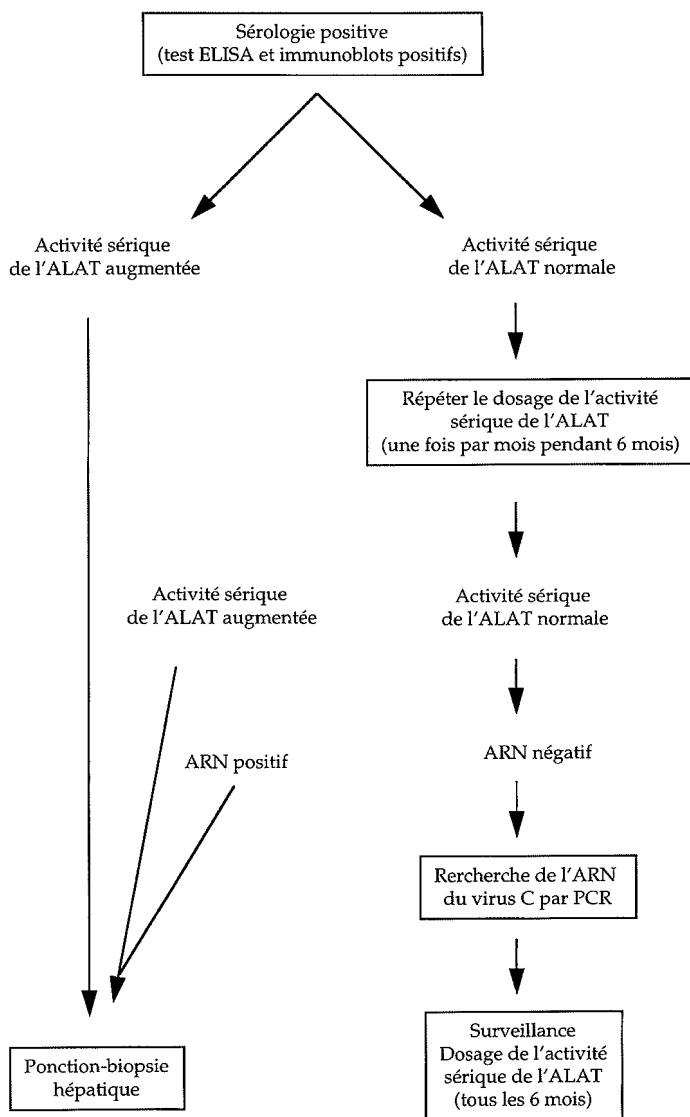 Sérologie positive
(test ELISA et immunoblots positifs)
Activité sérique
de l'ALAT augmentée
Activité sérique
de l'ALAT normale
Répéter le dosage de l'activité
sérique de l'ALAT
(une fois par mois pendant 6 mois)
Activité sérique
de l'ALAT augmentée
Activité sérique
de l'ALAT normale
ARN positif
ARN négatif
Rercherche de l'ARN
du virus C par PCR
Ponction-biopsie
hépatique
Surveillance
Dosage de l'activité
sérique de l'ALAT
(tous les 6 mois)